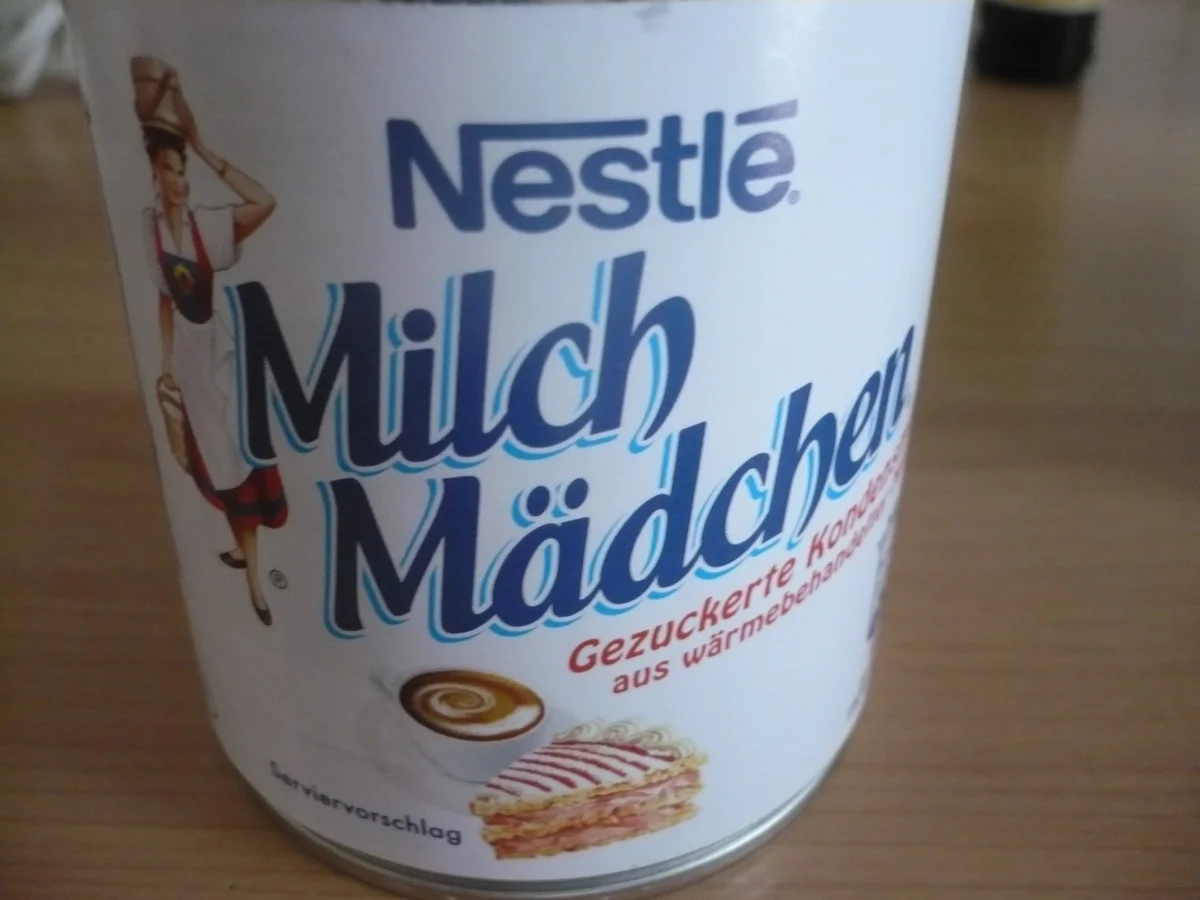 Nestlé®
Milch
Mädchen
Gezuckerte
aus
®
Serviervorschlag